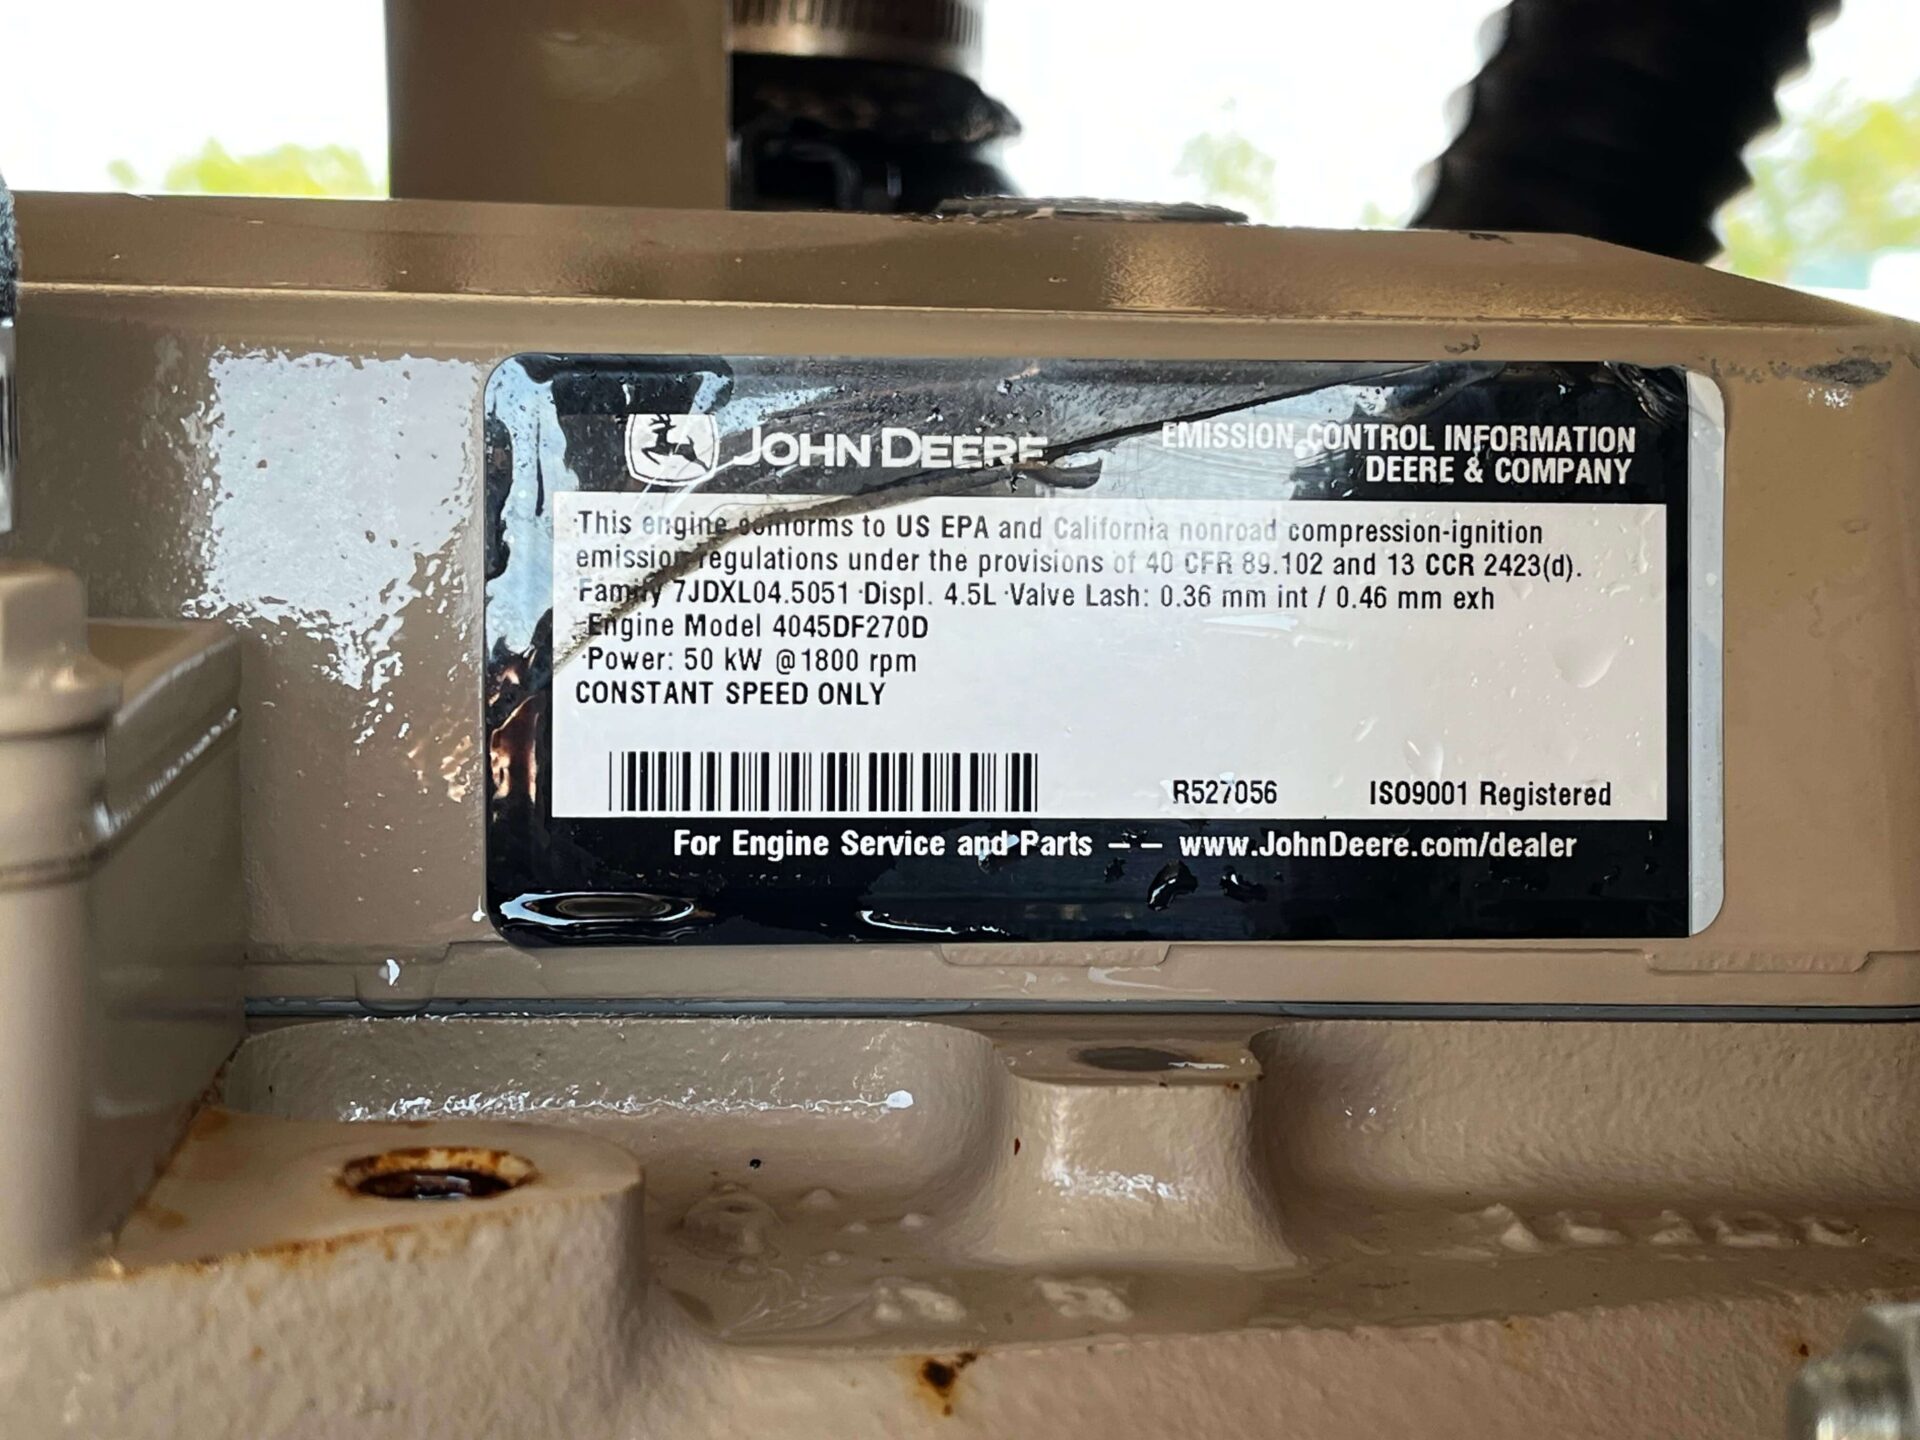 JOHN DEERE
EMISSION CONTROL INFORMATION
DEERE & COMPANY
·This engine conforms to US EPA and California nonroad compression-ignition
emission regulations under the provisions of 40 CFR 89.102 and 13 CCR 2423(d).
·Family 7JDXL04.5051 ·Displ. 4.5L ·Valve Lash: 0.36 mm int / 0.46 mm exh
·Engine Model 4045DF270D
·Power: 50 kW @1800 rpm
CONSTANT SPEED ONLY
R527056 ISO9001 Registered
For Engine Service and Parts – – www.JohnDeere.com/dealer